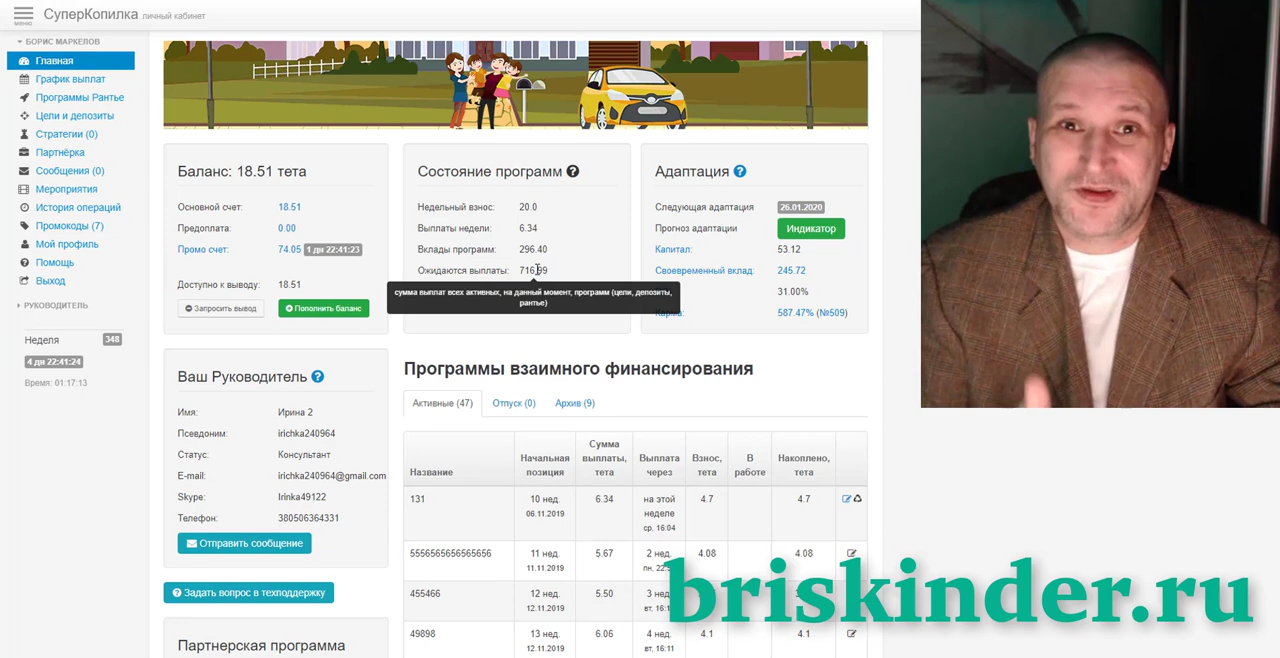 меню
СуперКопилка личный кабинет
БОРИС МАРКЕЛОВ
Главная
График выплат
Программы Рантье
Цели и депозиты
Стратегии (0)
Партнёрка
Сообщения (0)
Мероприятия
История операций
Промокоды (7)
Мой профиль
Помощь
Выход
РУКОВОДИТЕЛЬ
Неделя 348
4 дн 22:41:24
Время: 01:17:13
Баланс: 18.51 тета
Основной счет: 18.51
Предоплата: 0.00
Промо счет: 74.05 1 дн 22:41:23
Доступно к выводу: 18.51
Запросить вывод Пополнить баланс
Состояние программ
Недельный взнос: 20.0
Выплаты недели: 6.34
Вклады программ: 296.40
Ожидаются выплаты: 716.99
сумма выплат всех активных, на данный момент, программ (цели, депозиты,
рантье)
Адаптация
Следующая адаптация 26.01.2020
Прогноз адаптации Индикатор
Капитал: 53.12
Своевременный вклад: 245.72
31.00%
Карма: 587.47% (№509)
Ваш Руководитель
Имя: Ирина 2
Псевдоним: irichka240964
Статус: Консультант
E-mail: irichka240964@gmail.com
Skype: Irinka49122
Телефон: 380506364331
Отправить сообщение
Задать вопрос в техподдержку
Партнерская программа
Программы взаимного финансирования
Активные (47) Отпуск (0) Архив (9)
Название Начальная позиция Сумма выплаты, тета Выплата через Взнос, тета В работе Накоплено, тета
131 10 нед. 06.11.2019 6.34 на этой неделе ср. 16:04 4.7 4.7
5556565656565656 11 нед. 11.11.2019 5.67 2 нед. пн. 4.08 4.08
455466 12 нед. 12.11.2019 5.50 3 нед
49898 13 нед. 12.11.2019 6.06 4 нед. вт. 16:11 4.1 4.1
briskinder.ru